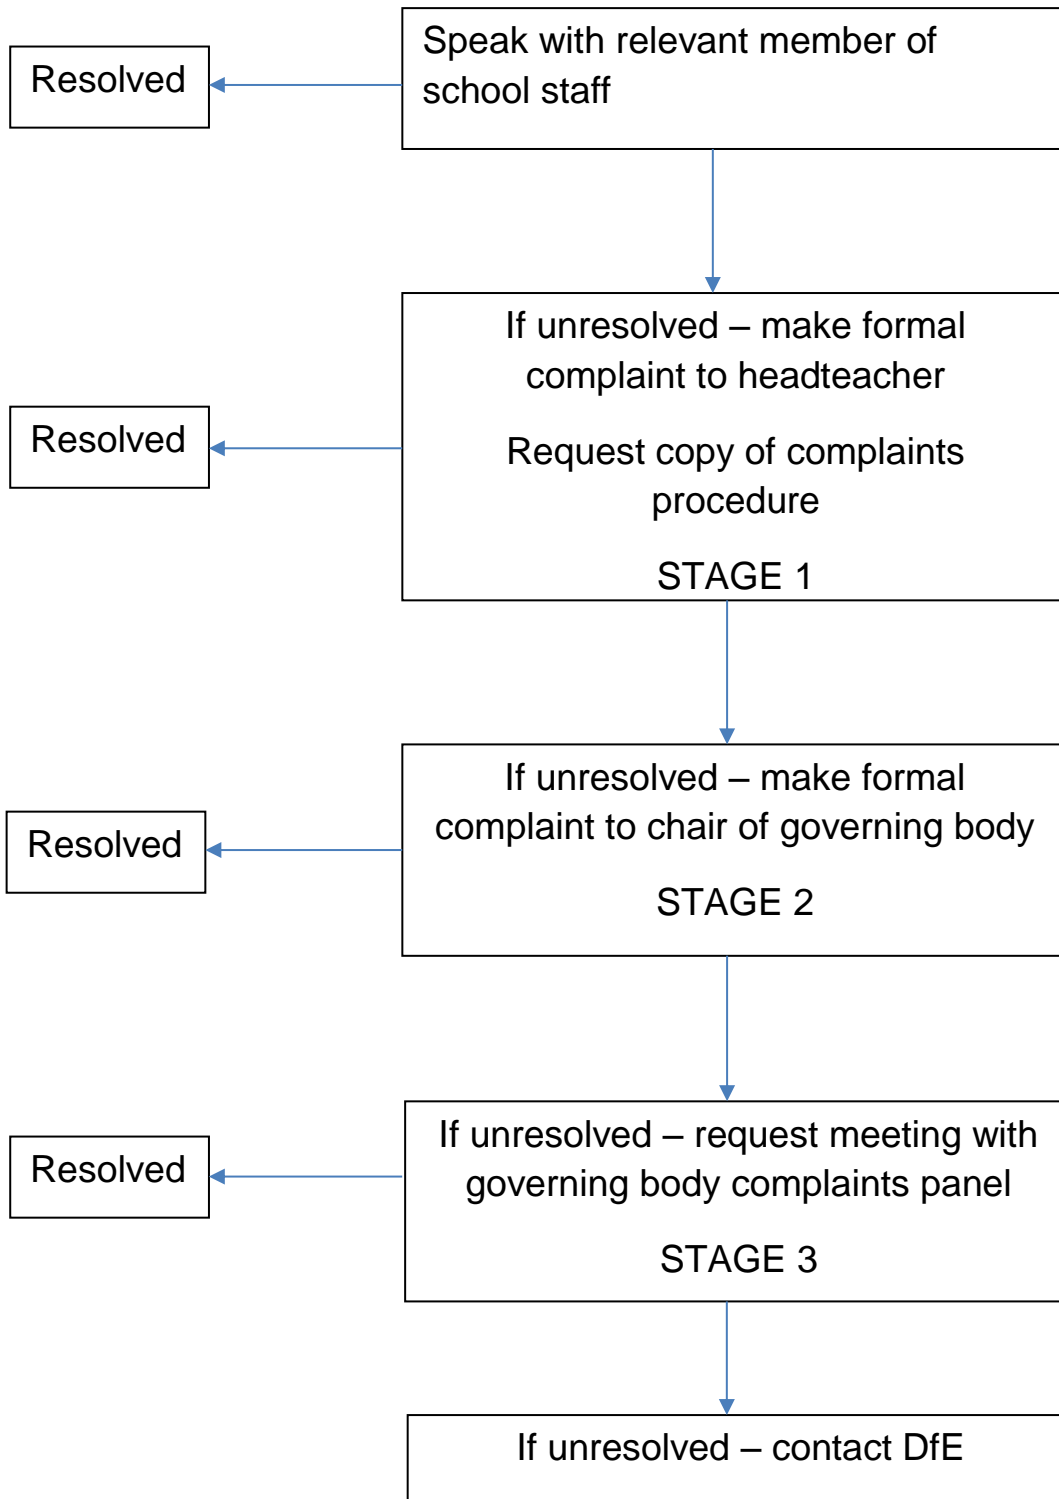 Speak with relevant member of
school staff
Resolved
If unresolved – make formal
complaint to headteacher
Request copy of complaints
procedure
STAGE 1
Resolved
If unresolved – make formal
complaint to chair of governing body
STAGE 2
Resolved
If unresolved – request meeting with
governing body complaints panel
STAGE 3
Resolved
If unresolved – contact DfE